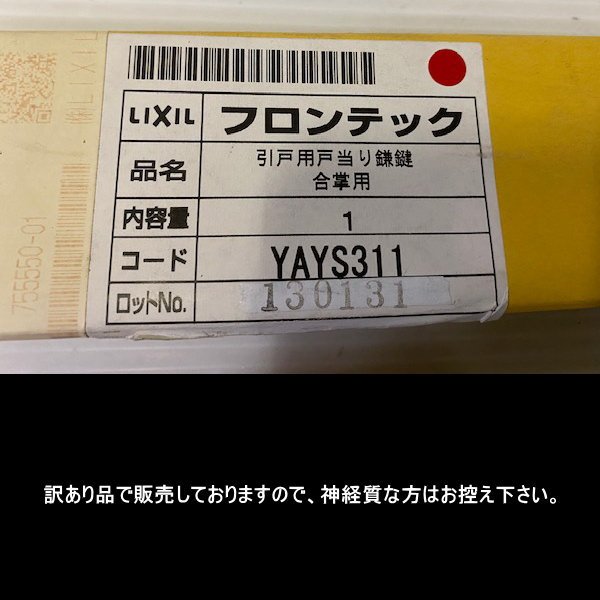 LIXIL フロンテック
品名 引戸用戸当り鎌鍵
合掌用
内容量 1
コード YAYS311
ロットNo. 130131
755550-01
訳あり品で販売しておりますので、神経質な方はお控え下さい。